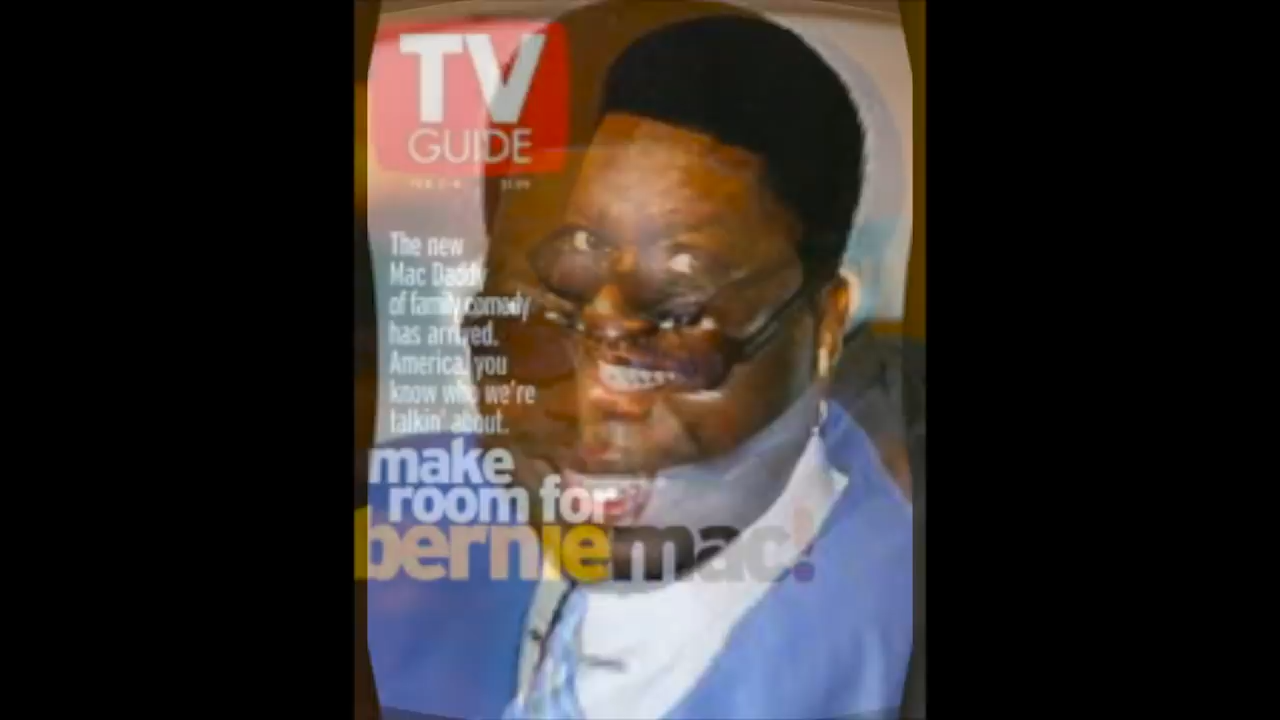 TV
GUIDE
The new
Mac Daddy
of family comedy
has arrived.
America, you
know who we're
talkin' about.
make
room for
berniemac!